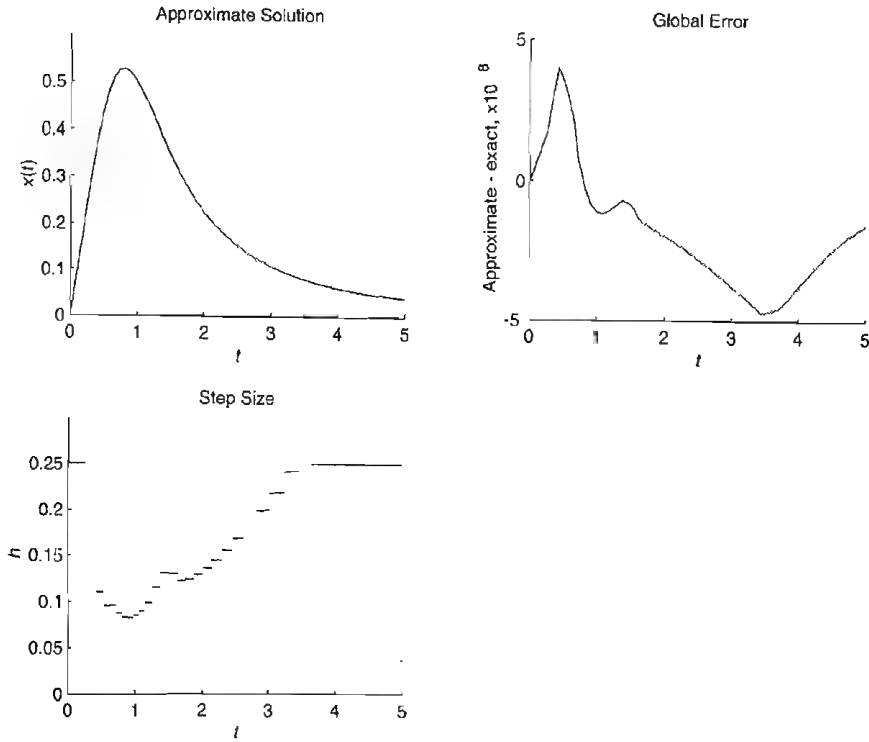 Approximate Solution
0.5
0.4
0.3
0.2
0.1
0
x(t)
0 1 2 3 4 5
t
Global Error
5
0
-5
Approximate - exact, x10 8
0 1 2 3 4 5
t
Step Size
0.25
0.2
0.15
0.1
0.05
0
h
0 1 2 3 4 5
t